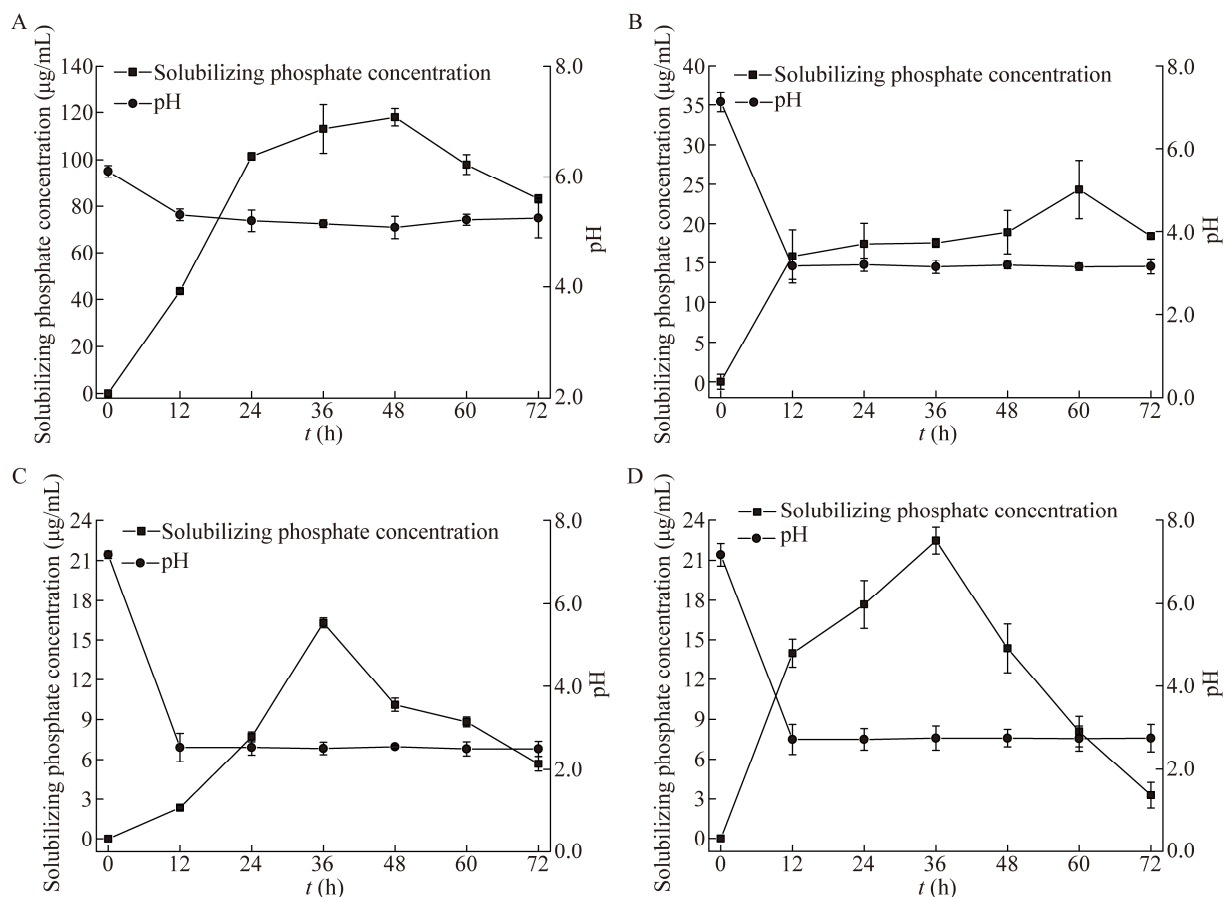 A
Solubilizing phosphate concentration (μg/mL)
140
120
100
80
60
40
20
0
Solubilizing phosphate concentration
pH
8.0
6.0
4.0
2.0
pH
0 12 24 36 48 60 72
t (h)
B
Solubilizing phosphate concentration (μg/mL)
40
35
30
25
20
15
10
5
0
Solubilizing phosphate concentration
pH
8.0
6.0
4.0
2.0
0.0
pH
0 12 24 36 48 60 72
t (h)
C
Solubilizing phosphate concentration (μg/mL)
24
21
18
15
12
9
6
3
0
Solubilizing phosphate concentration
pH
8.0
6.0
4.0
2.0
0.0
pH
0 12 24 36 48 60 72
t (h)
D
Solubilizing phosphate concentration (μg/mL)
24
21
18
15
12
9
6
3
0
Solubilizing phosphate concentration
pH
8.0
6.0
4.0
2.0
0.0
pH
0 12 24 36 48 60 72
t (h)